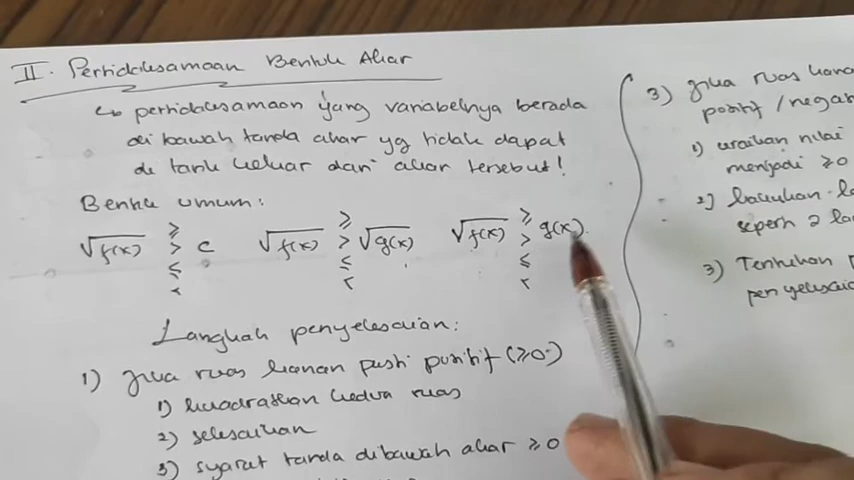 II. Pertidaksamaan Bentuk Akar
↳ pertidaksamaan yang variabelnya berada
di bawah tanda akar yg tidak dapat
di tarik keluar dari akar tersebut!
Bentuk umum:
√f(x) ≥ > ≤ < c √f(x) ≥ > ≤ < √g(x) √f(x) ≥ > ≤ < g(x).
Langkah penyelesaian:
1) Jika ruas kanan pasti positif (≥0)
1) kuadratkan kedua ruas
2) selesaikan
3) syarat tanda dibawah akar ≥ 0
3) Jika ruas kana
positif / negat
1) uraikan nilai
menjadi ≥0
2) lakukan
seperti 2
3) Tentukan
penyelesaia